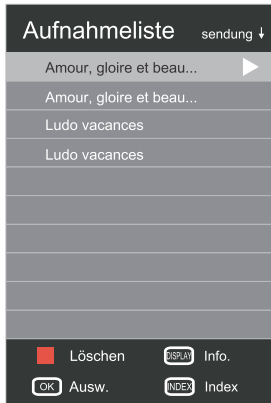 Aufnahmeliste sendung ↓
Amour, gloire et beau...
Amour, gloire et beau...
Ludo vacances
Ludo vacances
Löschen DISPLAY Info.
OK Ausw. INDEX Index